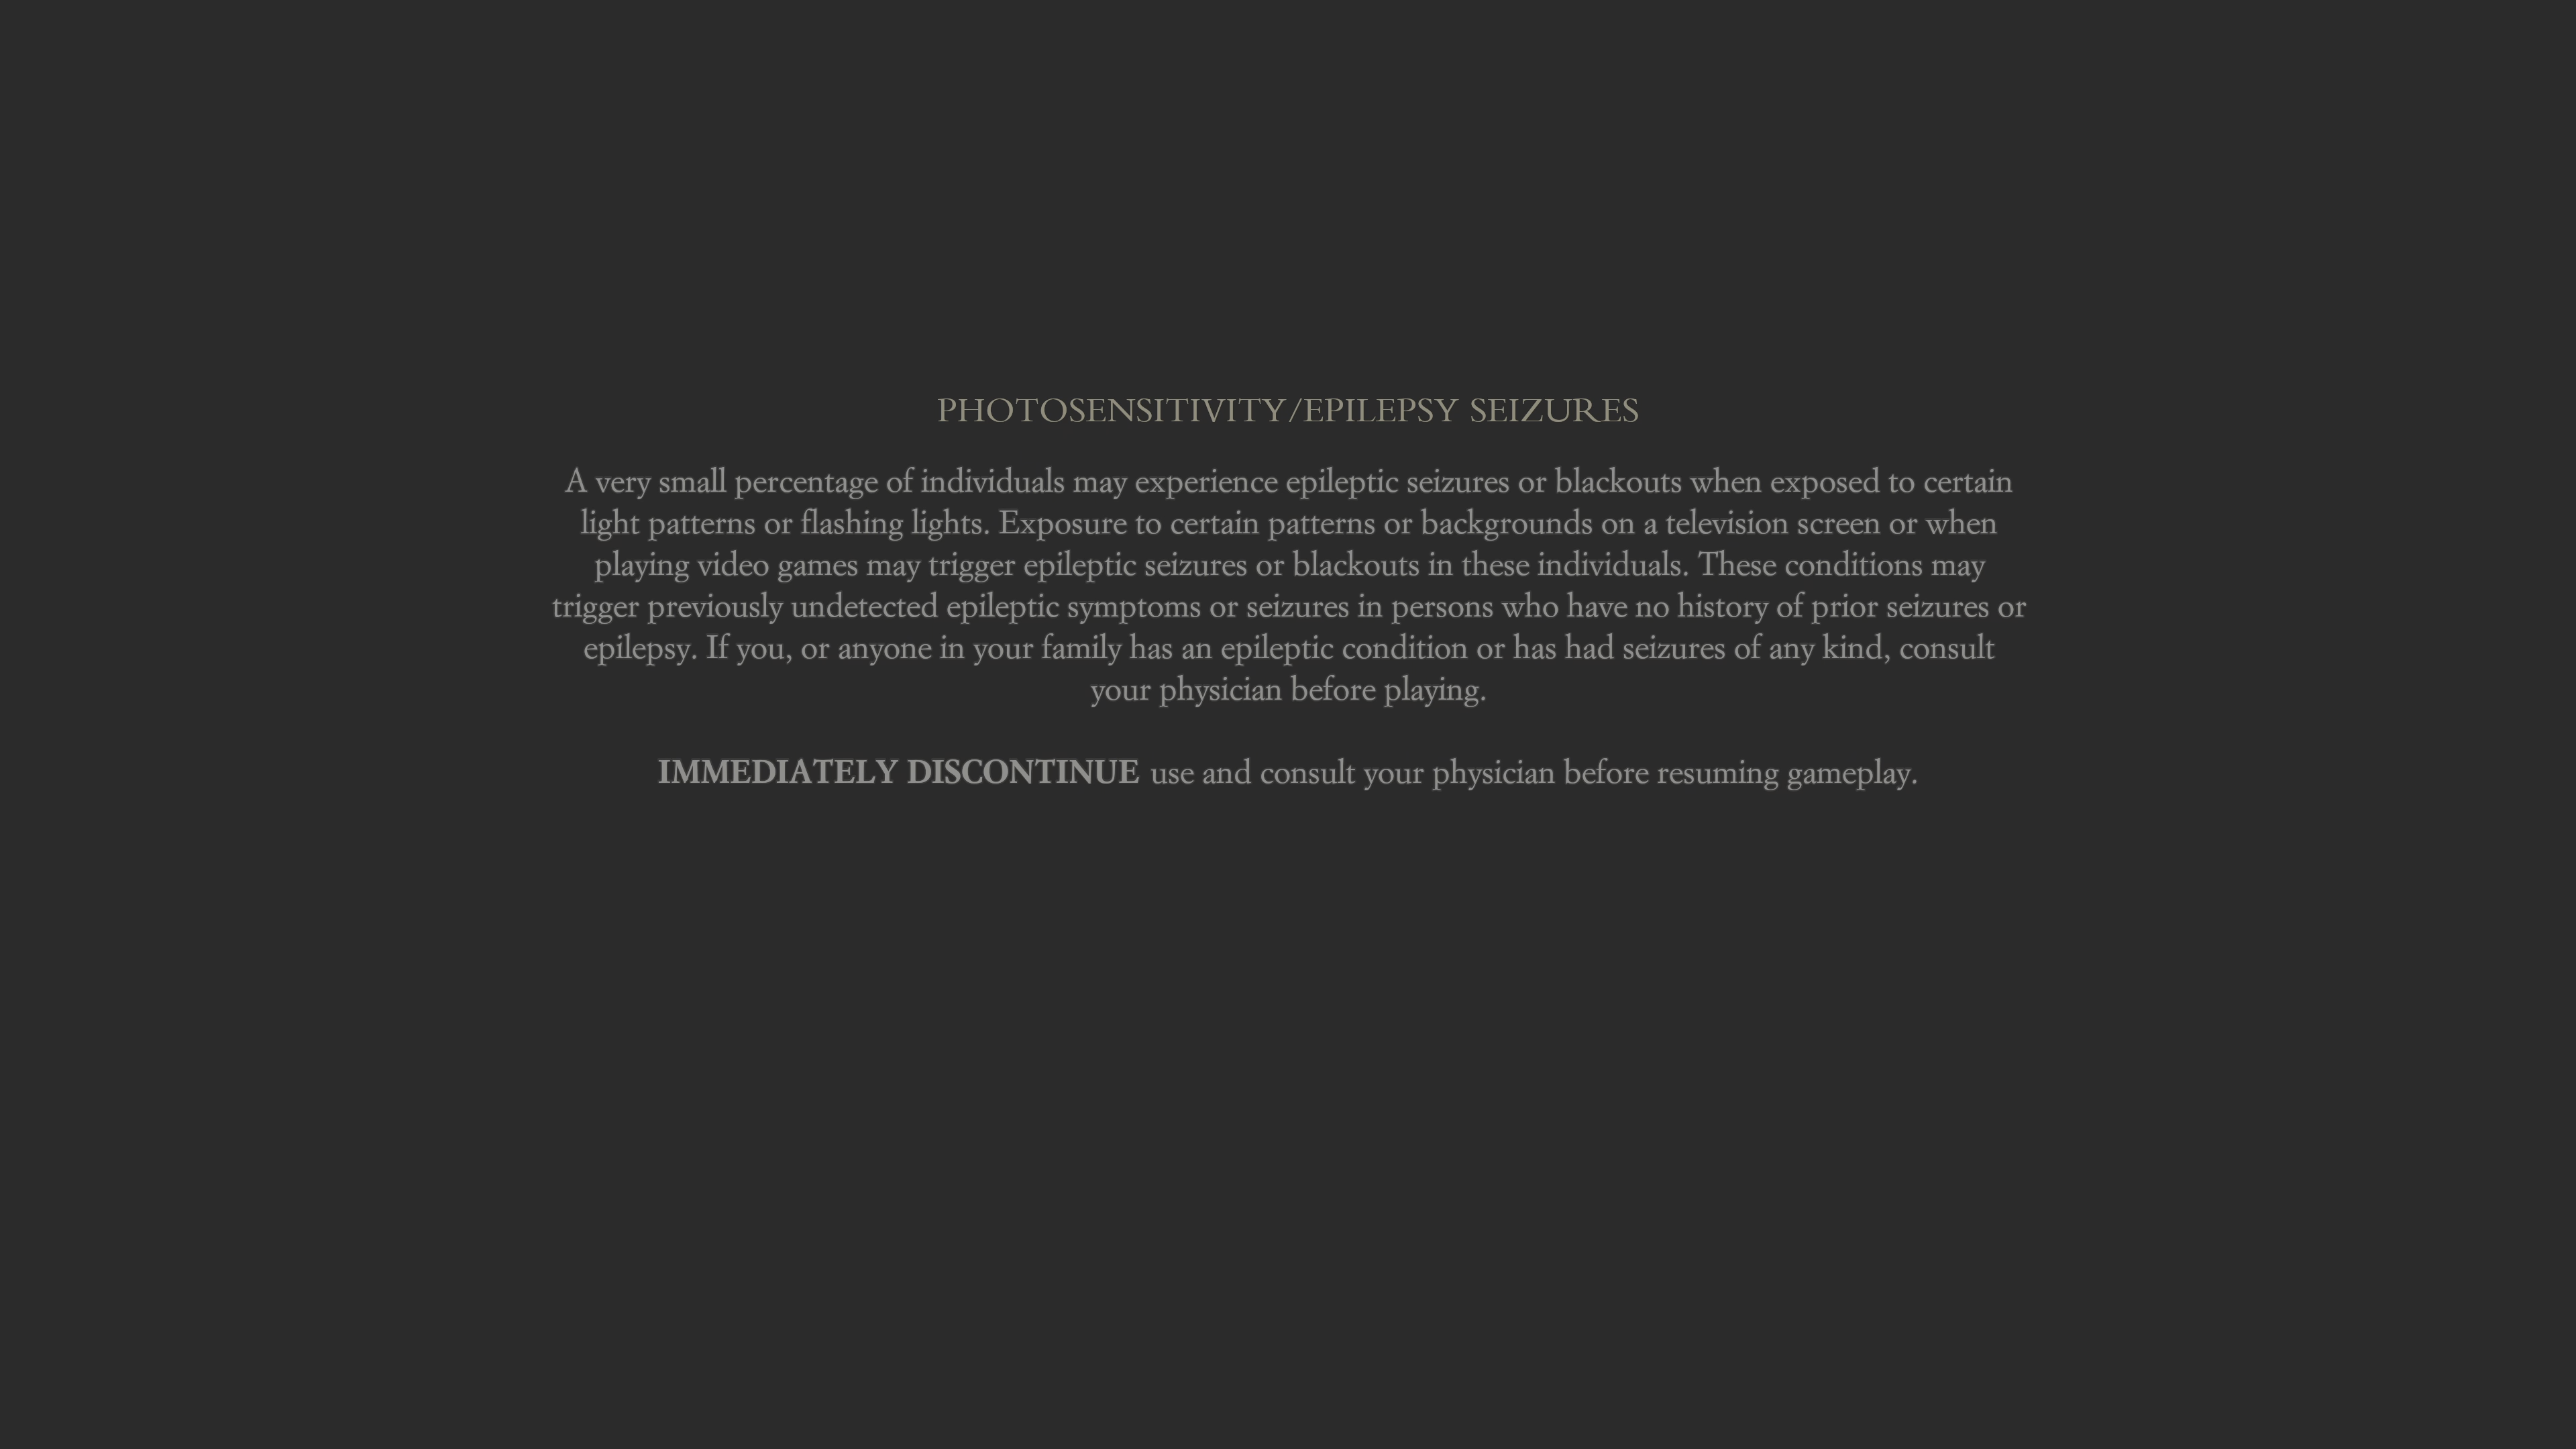 PHOTOSENSITIVITY/EPILEPSY SEIZURES
A very small percentage of individuals may experience epileptic seizures or blackouts when exposed to certain
light patterns or flashing lights. Exposure to certain patterns or backgrounds on a television screen or when
playing video games may trigger epileptic seizures or blackouts in these individuals. These conditions may
trigger previously undetected epileptic symptoms or seizures in persons who have no history of prior seizures or
epilepsy. If you, or anyone in your family has an epileptic condition or has had seizures of any kind, consult
your physician before playing.
IMMEDIATELY DISCONTINUE use and consult your physician before resuming gameplay.